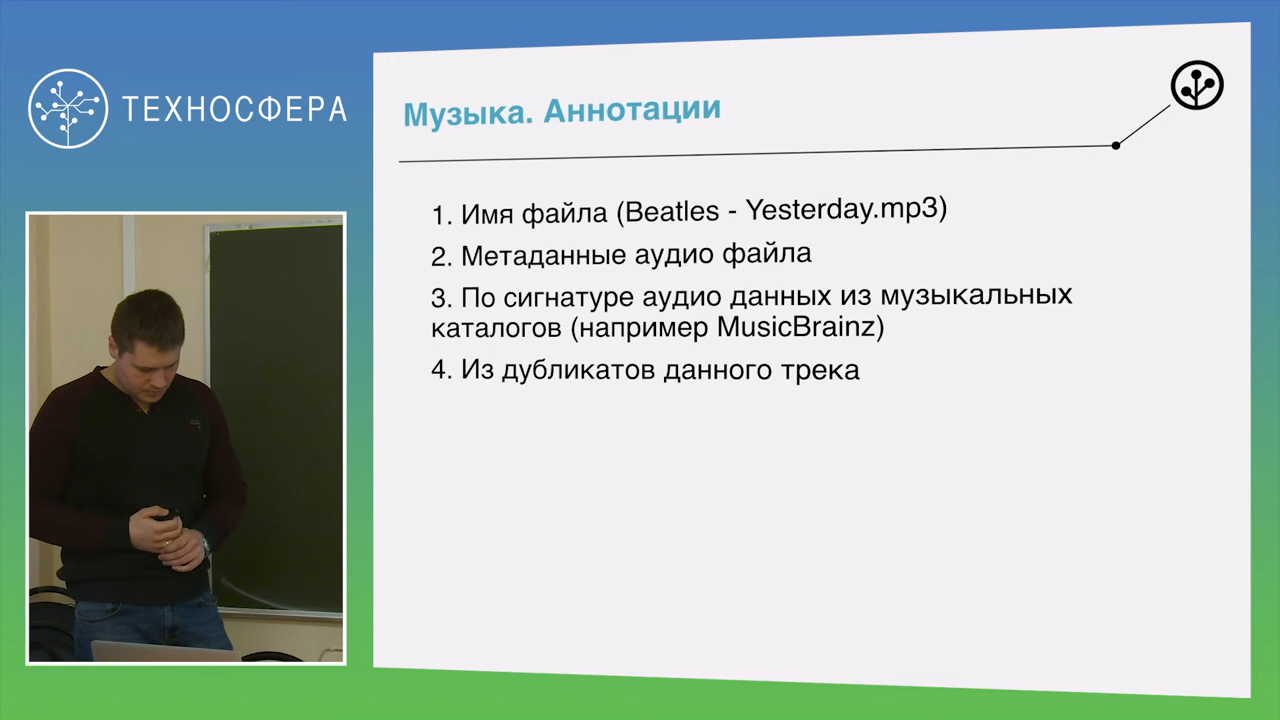 ТЕХНОСФЕРА
Музыка. Аннотации
1. Имя файла (Beatles - Yesterday.mp3)
2. Метаданные аудио файла
3. По сигнатуре аудио данных из музыкальных
каталогов (например MusicBrainz)
4. Из дубликатов данного трека